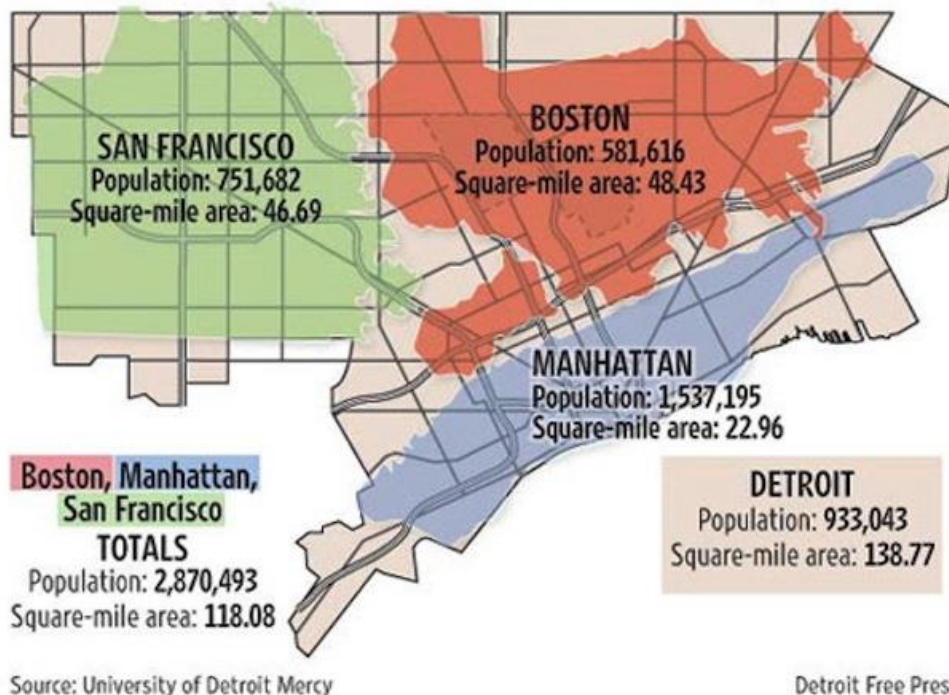 SAN FRANCISCO
Population: 751,682
Square-mile area: 46.69
BOSTON
Population: 581,616
Square-mile area: 48.43
MANHATTAN
Population: 1,537,195
Square-mile area: 22.96
Boston, Manhattan,
San Francisco
TOTALS
Population: 2,870,493
Square-mile area: 118.08
DETROIT
Population: 933,043
Square-mile area: 138.77
Source: University of Detroit Mercy
Detroit Free Pres